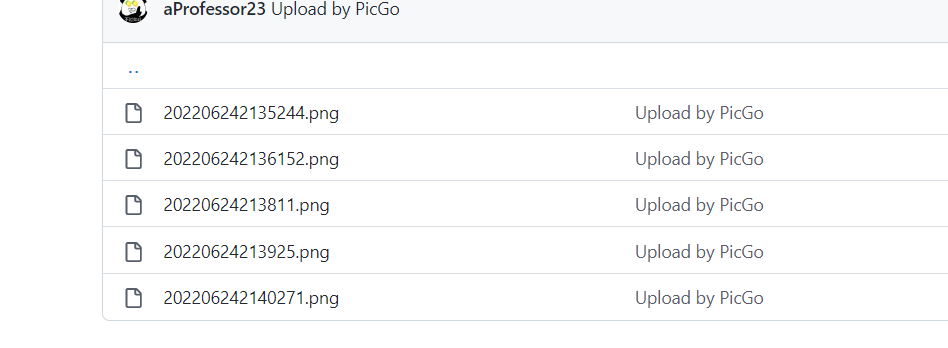 aProfessor23 Upload by PicGo
..
202206242135244.png Upload by PicGo
202206242136152.png Upload by PicGo
20220624213811.png Upload by PicGo
20220624213925.png Upload by PicGo
202206242140271.png Upload by PicGo